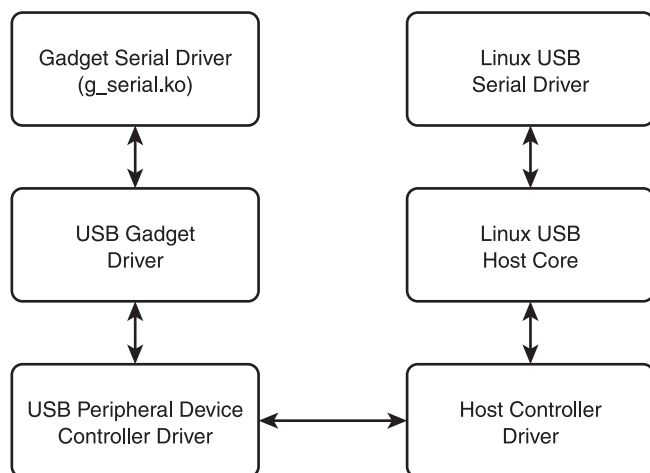 Gadget Serial Driver
(g_serial.ko)
Linux USB
Serial Driver
USB Gadget
Driver
Linux USB
Host Core
USB Peripheral Device
Controller Driver
Host Controller
Driver